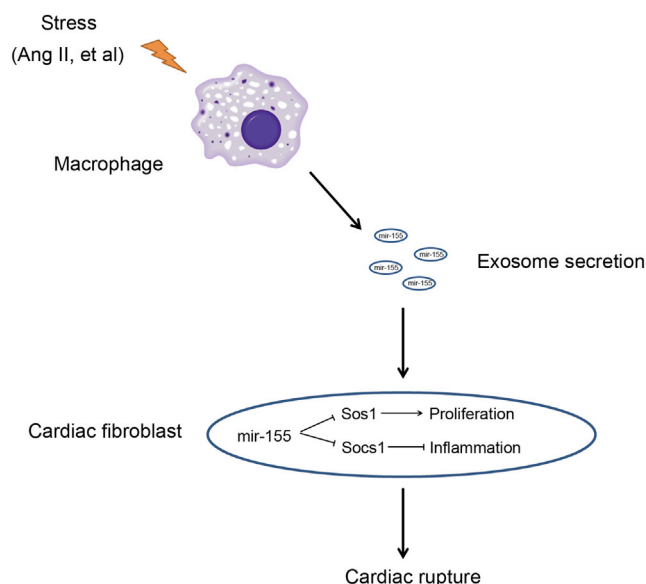 Stress
(Ang II, et al)
Macrophage
mir-155
mir-155
mir-155
mir-155
Exosome secretion
Cardiac fibroblast
mir-155
Sos1
Proliferation
Socs1
Inflammation
Cardiac rupture